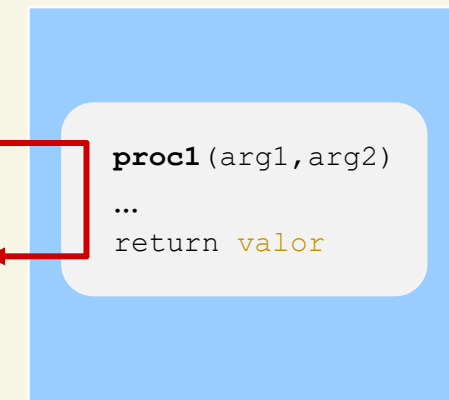 proc1(arg1,arg2)
…
return valor